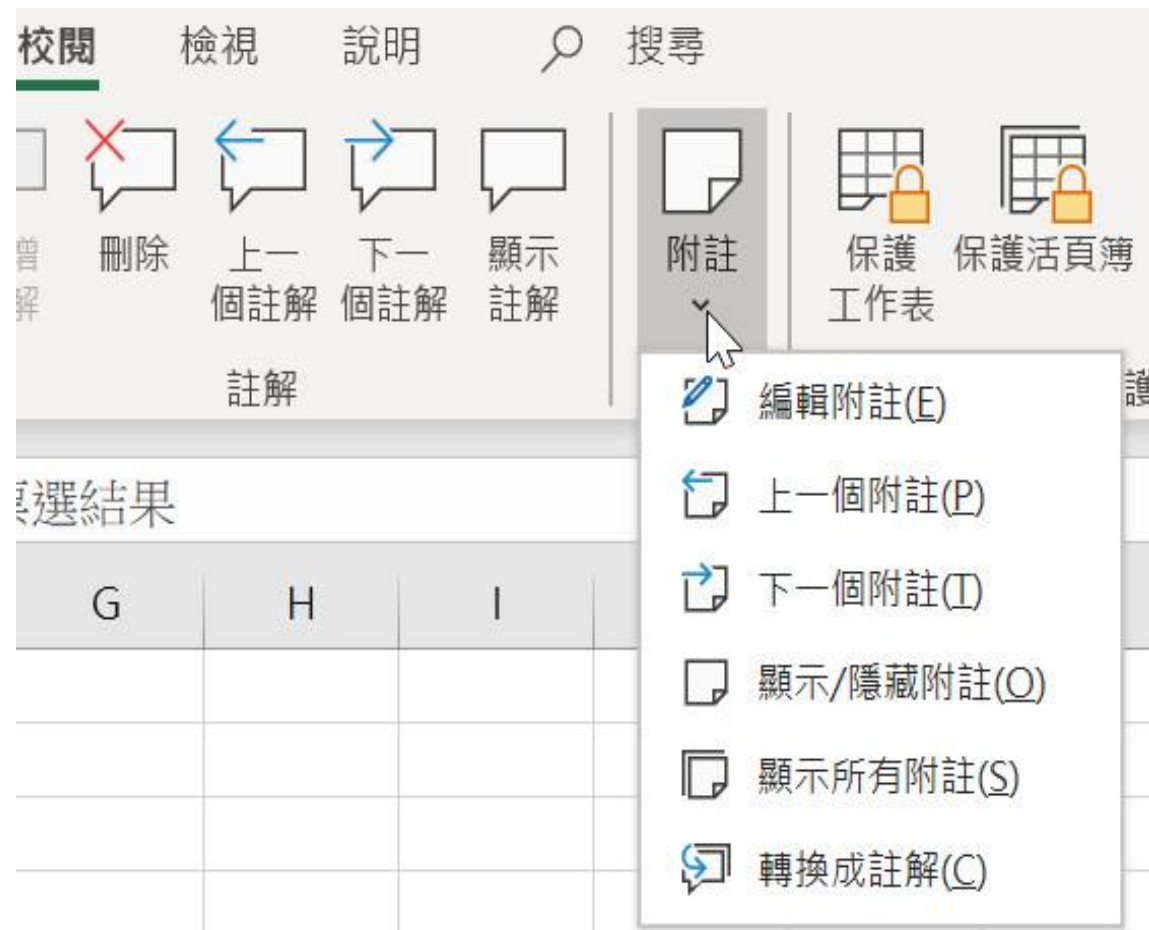 校閱 檢視 說明 搜尋
刪除 上一 下一 顯示 附註 保護 保護活頁簿
個註解 個註解 註解 工作表
註解
編輯附註(E)
選結果 上一個附註(P)
G H I 下一個附註(T)
顯示/隱藏附註(O)
顯示所有附註(S)
轉換成註解(C)